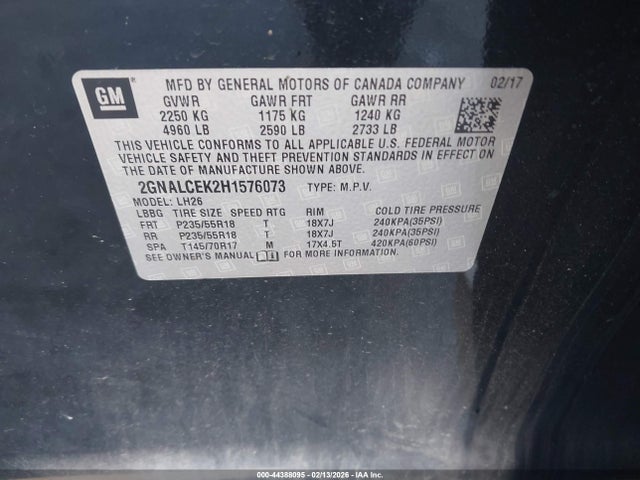 GM ®
MFD BY GENERAL MOTORS OF CANADA COMPANY 02/17
GVWR GAWR FRT GAWR RR
2250 KG 1175 KG 1240 KG
4960 LB 2590 LB 2733 LB
THIS VEHICLE CONFORMS TO ALL APPLICABLE U.S. FEDERAL MOTOR
VEHICLE SAFETY AND THEFT PREVENTION STANDARDS IN EFFECT ON
THE DATE OF MANUFACTURE SHOWN ABOVE.
2GNALCEK2H1576073 TYPE: M.P.V.
MODEL: LH26
LBBG TIRE SIZE SPEED RTG RIM COLD TIRE PRESSURE
FRT P235/55R18 T 18X7J 240KPA(35PSI)
RR P235/55R18 T 18X7J 240KPA(35PSI)
SPA T145/70R17 M 17X4.5T 420KPA(60PSI)
SEE OWNER'S MANUAL FOR MORE INFORMATION.
000-44388095 - 02/13/2026 - IAA Inc.